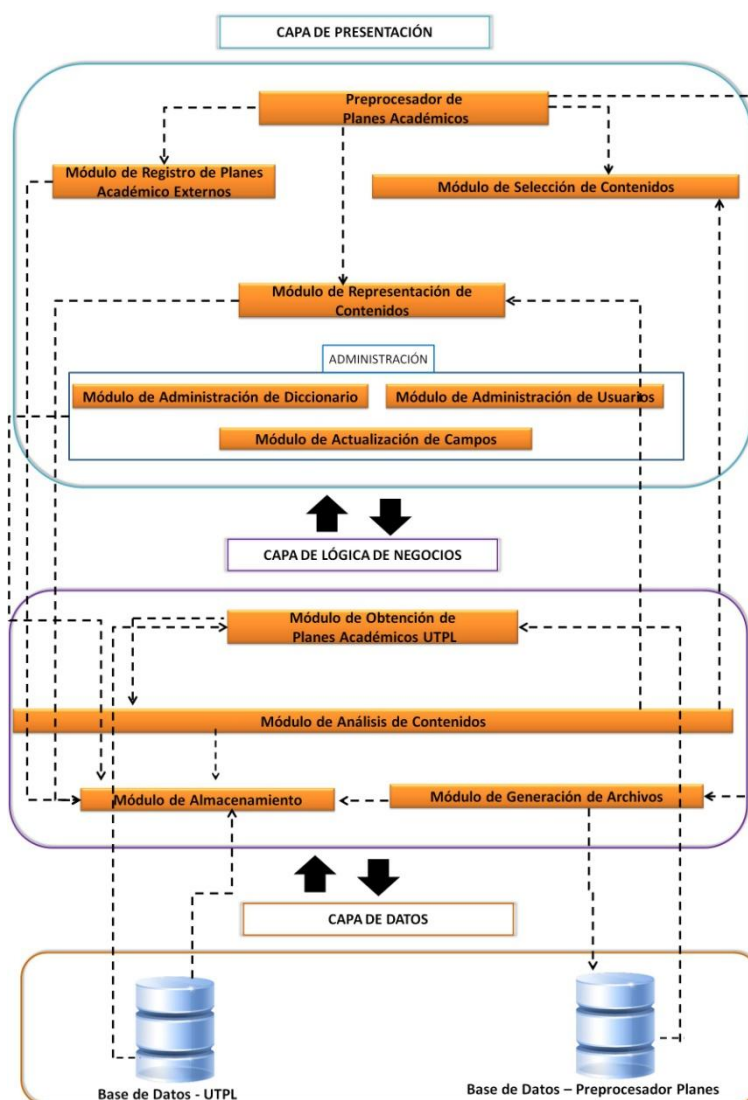 CAPA DE PRESENTACIÓN
Preprocesador de
Planes Académicos
Módulo de Registro de Planes
Académico Externos
Módulo de Selección de Contenidos
Módulo de Representación de
Contenidos
ADMINISTRACIÓN
Módulo de Administración de Diccionario
Módulo de Administración de Usuarios
Módulo de Actualización de Campos
CAPA DE LÓGICA DE NEGOCIOS
Módulo de Obtención de
Planes Académicos UTPL
Módulo de Análisis de Contenidos
Módulo de Almacenamiento
Módulo de Generación de Archivos
CAPA DE DATOS
Base de Datos - UTPL
Base de Datos – Preprocesador Planes